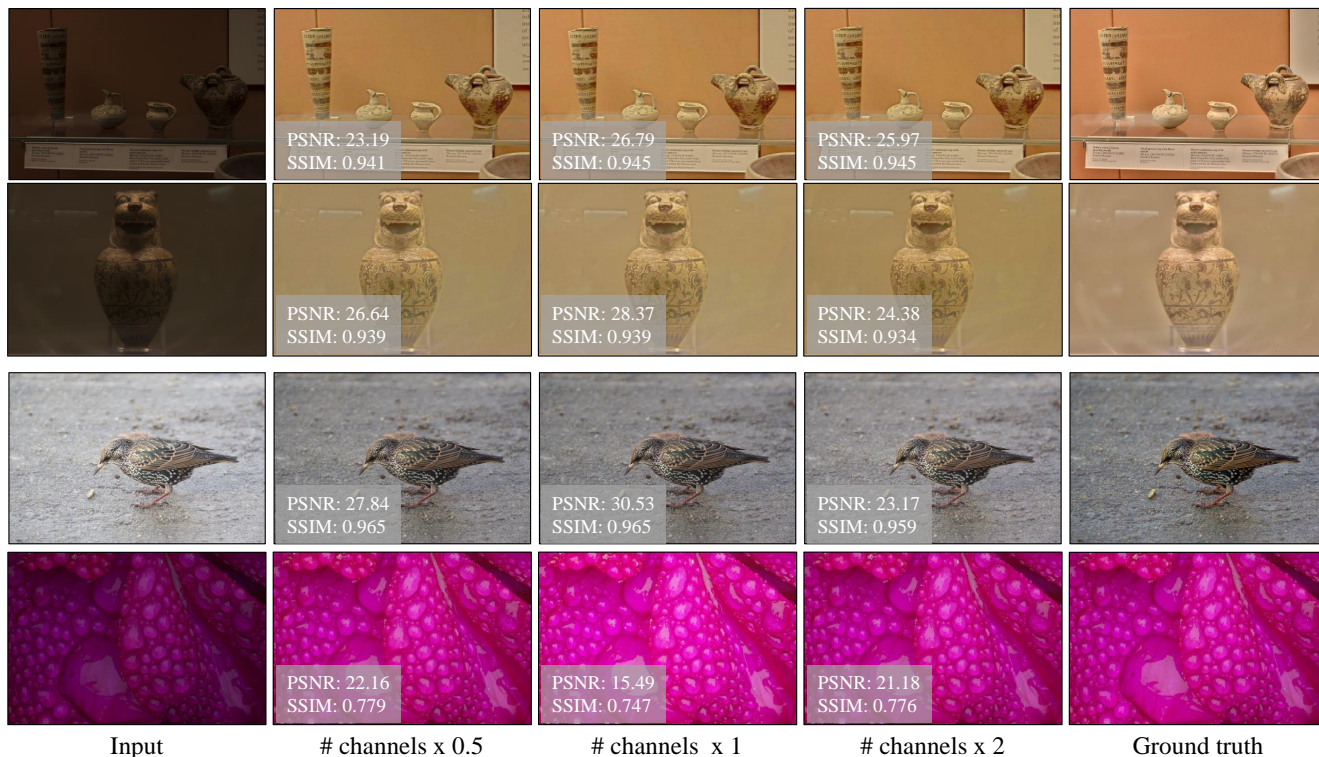 PSNR: 23.19
SSIM: 0.941
PSNR: 26.79
SSIM: 0.945
PSNR: 25.97
SSIM: 0.945
PSNR: 26.64
SSIM: 0.939
PSNR: 28.37
SSIM: 0.939
PSNR: 24.38
SSIM: 0.934
PSNR: 27.84
SSIM: 0.965
PSNR: 30.53
SSIM: 0.965
PSNR: 23.17
SSIM: 0.959
PSNR: 22.16
SSIM: 0.779
PSNR: 15.49
SSIM: 0.747
PSNR: 21.18
SSIM: 0.776
Input
# channels x 0.5
# channels x 1
# channels x 2
Ground truth